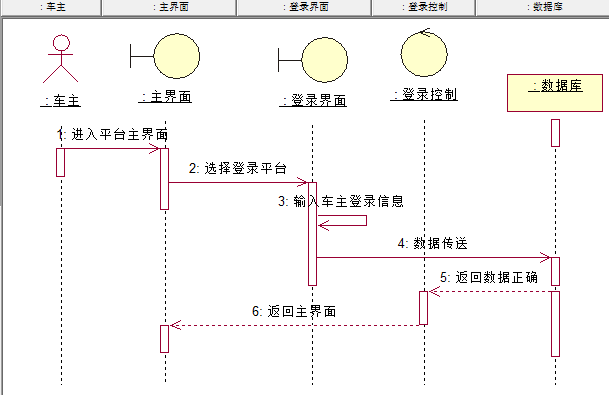 : 车主
: 主界面
: 登录界面
: 登录控制
: 数据库
: 车主
: 主界面
: 登录界面
: 登录控制
: 数据库
1: 进入平台主界面
2: 选择登录平台
3: 输入车主登录信息
4: 数据传送
5: 返回数据正确
6: 返回主界面